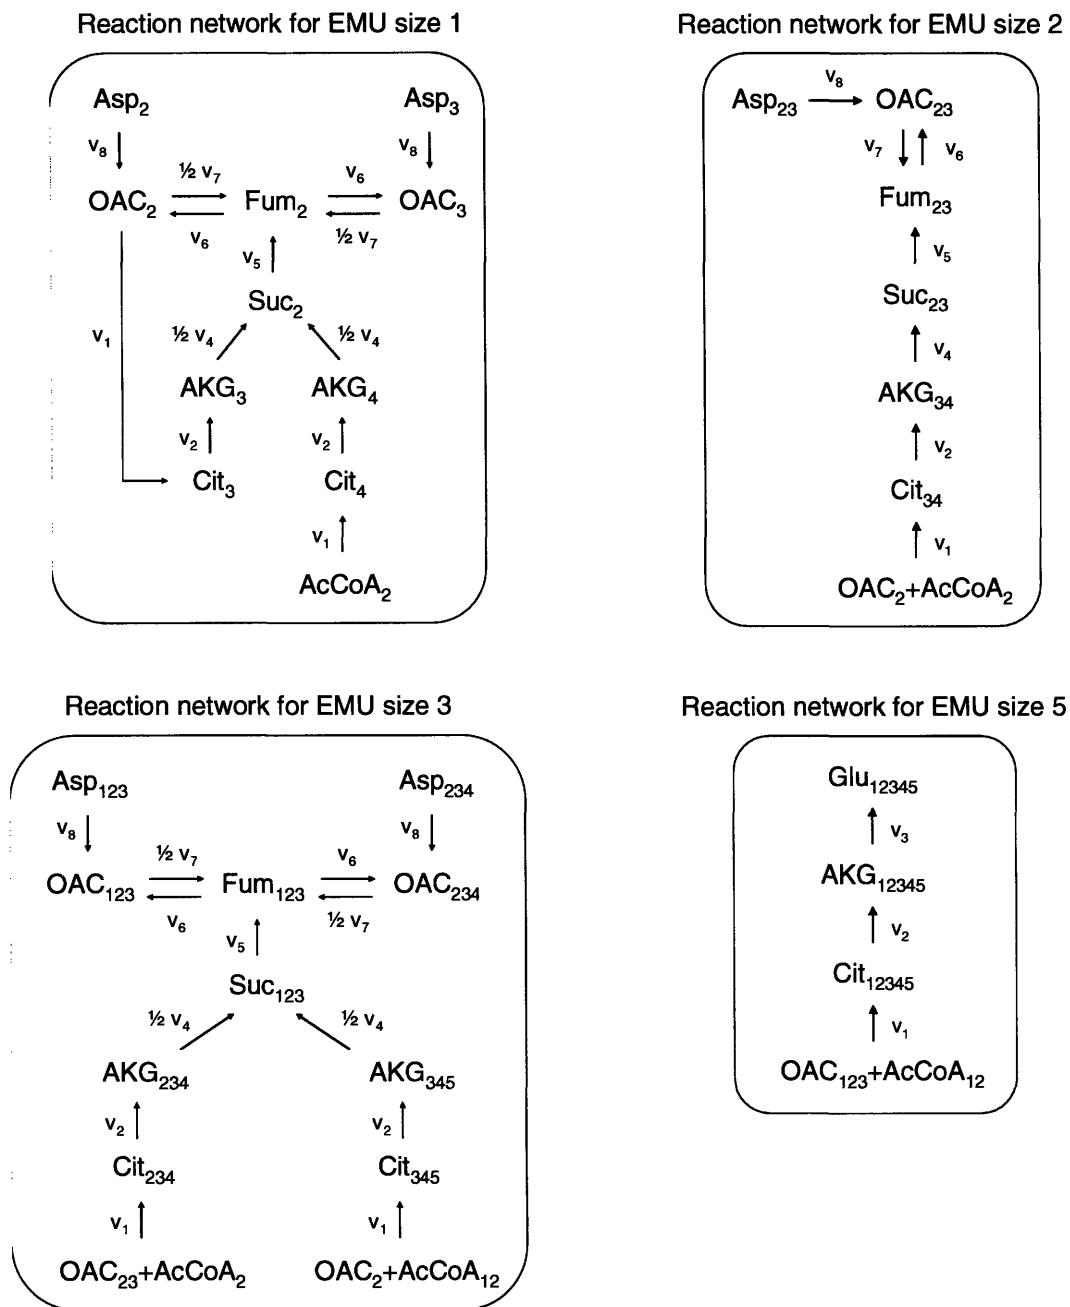 Reaction network for EMU size 1
Asp2 Asp3
v8 v8
½ v7 v6
OAC2 Fum2 OAC3
v6 ½ v7
v5
Suc2
v1 ½ v4 ½ v4
AKG3 AKG4
v2 v2
Cit3 Cit4
v1
AcCoA2
Reaction network for EMU size 2
v8
Asp23 OAC23
v7 v6
Fum23
v5
Suc23
v4
AKG34
v2
Cit34
v1
OAC2+AcCoA2
Reaction network for EMU size 3
Asp123 Asp234
v8 v8
½ v7 v6
OAC123 Fum123 OAC234
v6 ½ v7
v5
Suc123
½ v4 ½ v4
AKG234 AKG345
v2 v2
Cit234 Cit345
v1 v1
OAC23+AcCoA2 OAC2+AcCoA12
Reaction network for EMU size 5
Glu12345
v3
AKG12345
v2
Cit12345
v1
OAC123+AcCoA12